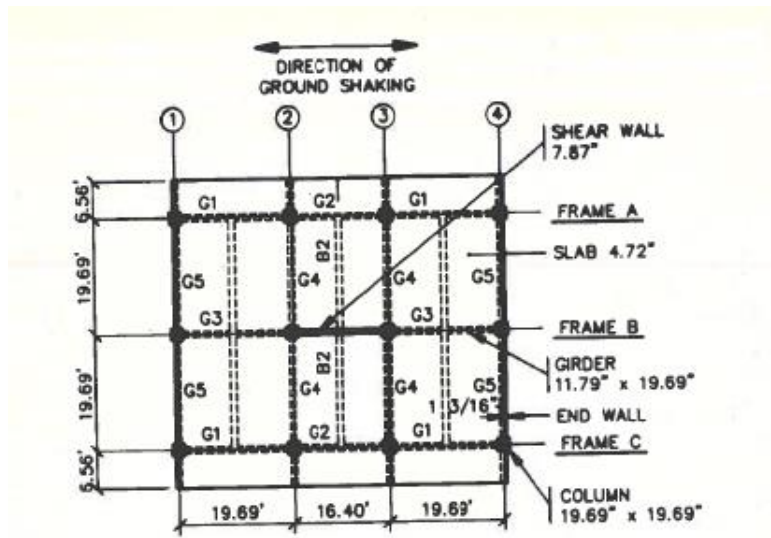 DIRECTION OF
GROUND SHAKING
1
2
3
4
SHEAR WALL
7.87"
6.56'
G1
G2
G1
FRAME A
SLAB 4.72"
19.69'
G5
B2
G4
G4
G5
G3
FRAME B
GIRDER
11.79" x 19.69"
19.69'
G5
B2
G4
G4
G5
1 3/16"
END WALL
G1
G2
G1
FRAME C
6.56'
COLUMN
19.69" x 19.69"
19.69'
16.40'
19.69'